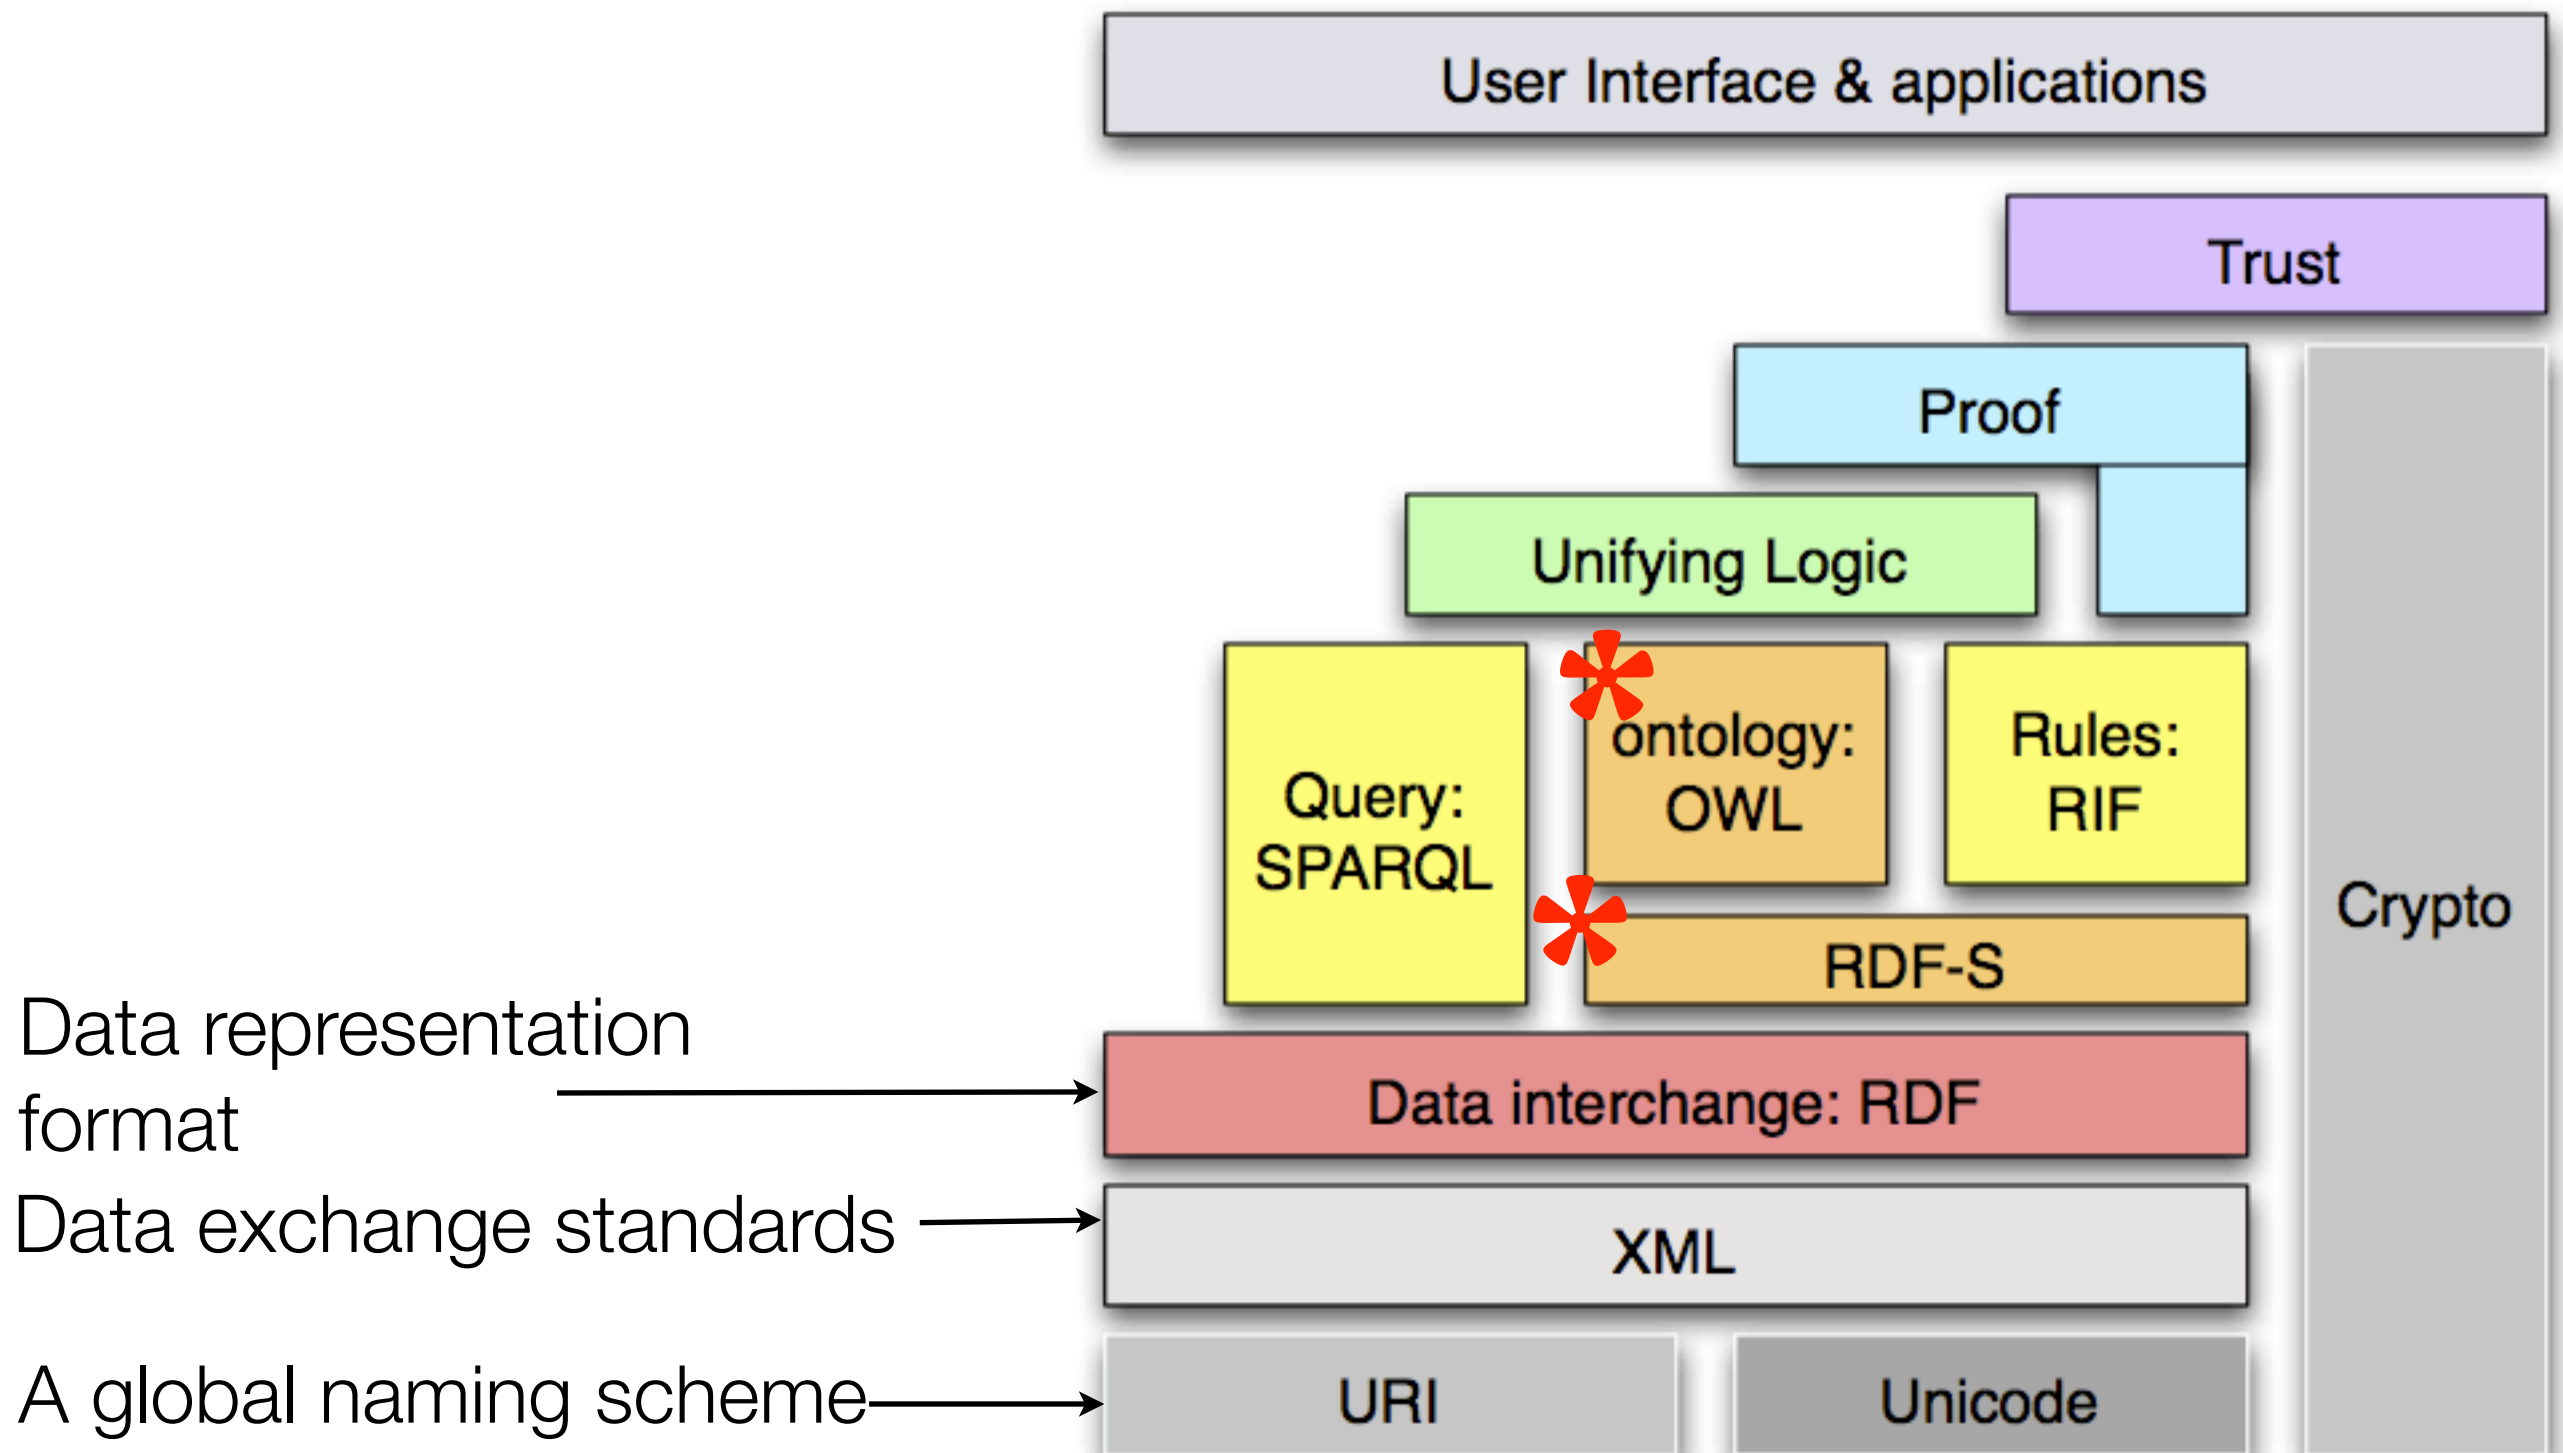 User Interface & applications
Trust
Proof
Unifying Logic
Query:
SPARQL
ontology:
OWL
Rules:
RIF
Crypto
RDF-S
Data representation
format
Data interchange: RDF
Data exchange standards
XML
A global naming scheme
URI
Unicode